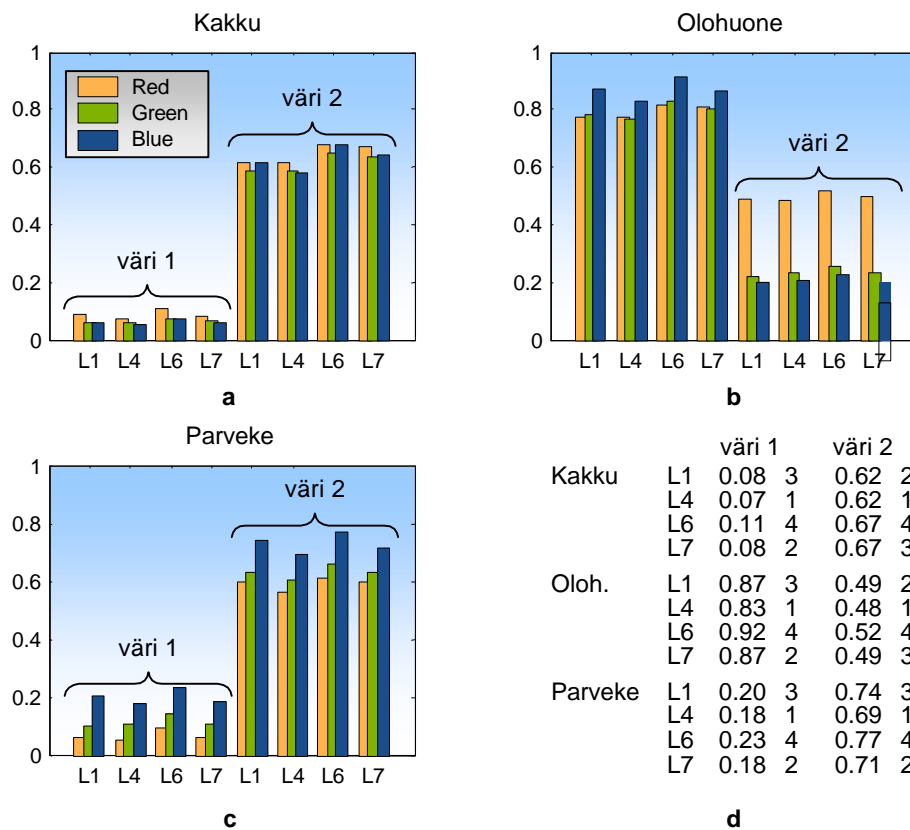 Kakku
1
0.8
0.6
0.4
0.2
0
Red
Green
Blue
väri 1
väri 2
L1 L4 L6 L7 L1 L4 L6 L7
a
Olohuone
1
0.8
0.6
0.4
0.2
0
väri 2
L1 L4 L6 L7 L1 L4 L6 L7
b
Parveke
1
0.8
0.6
0.4
0.2
0
väri 1
väri 2
L1 L4 L6 L7 L1 L4 L6 L7
c
väri 1 väri 2
Kakku L1 0.08 3 0.62 2
L4 0.07 1 0.62 1
L6 0.11 4 0.67 4
L7 0.08 2 0.67 3
Oloh. L1 0.87 3 0.49 2
L4 0.83 1 0.48 1
L6 0.92 4 0.52 4
L7 0.87 2 0.49 3
Parveke L1 0.20 3 0.74 3
L4 0.18 1 0.69 1
L6 0.23 4 0.77 4
L7 0.18 2 0.71 2
d